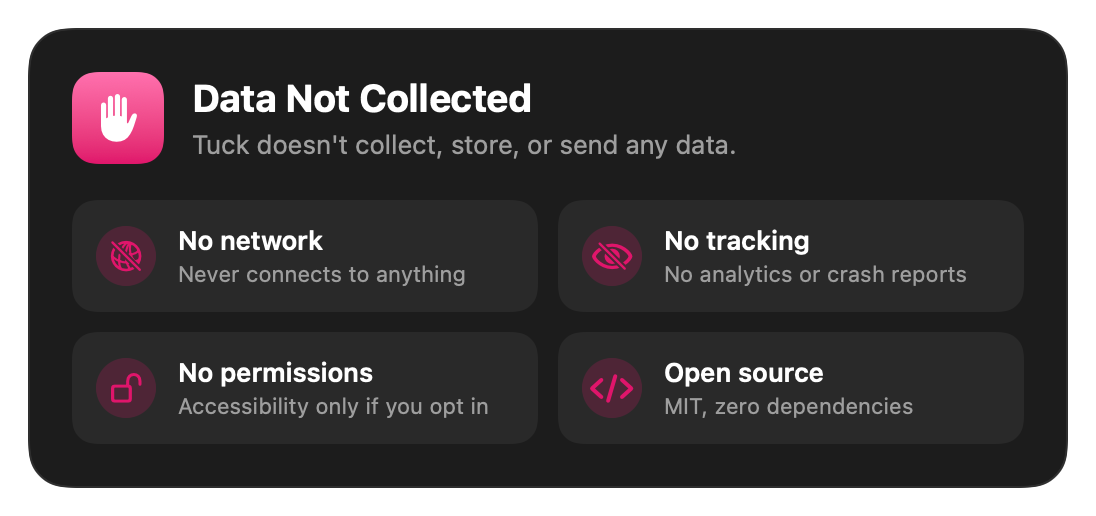 Data Not Collected
Tuck doesn't collect, store, or send any data.
No network
Never connects to anything
No tracking
No analytics or crash reports
No permissions
Accessibility only if you opt in
Open source
MIT, zero dependencies